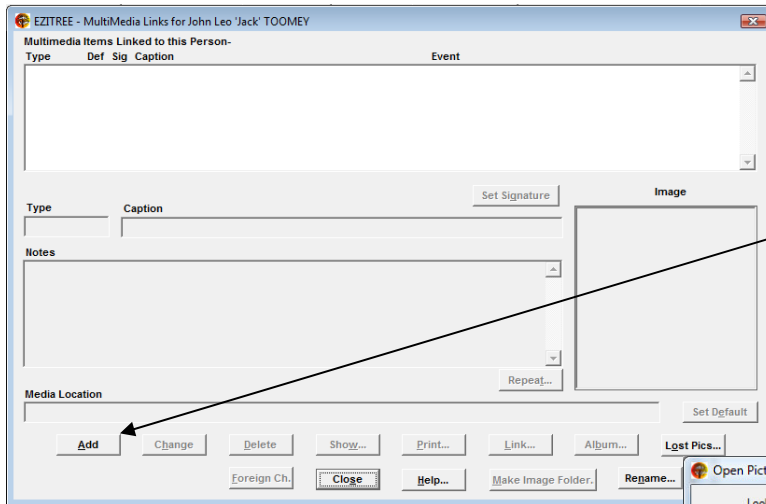 EZITREE - MultiMedia Links for John Leo 'Jack' TOOMEY
Multimedia Items Linked to this Person-
Type Def Sig Caption Event
Set Signature
Image
Type Caption
Notes
Repeat...
Media Location
Set Default
Add Change Delete Show... Print... Link... Album... Lost Pics...
Foreign Ch. Close Help... Make Image Folder. Rename...
Open Pict